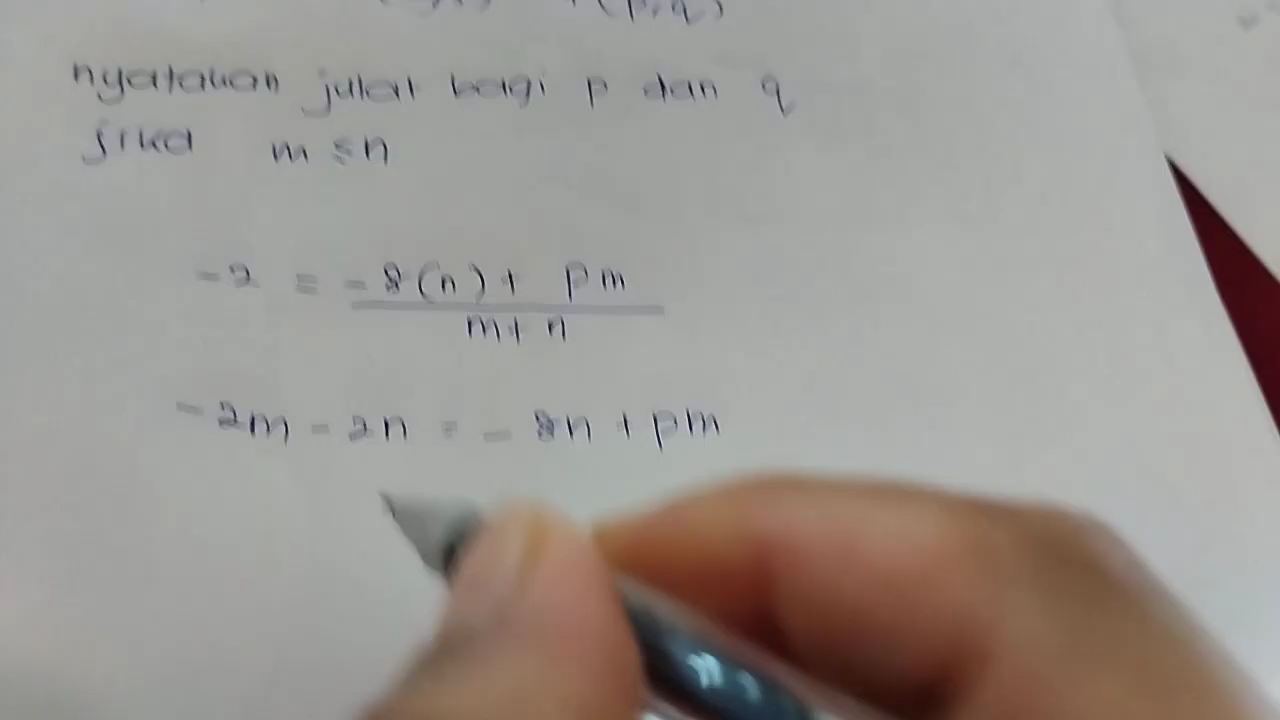 (p,q)
nyatakan julat bagi p dan q
jika m ≤ n
-2 = -8(n) + pm
m + n
-2m - 2n = - 8n + pm